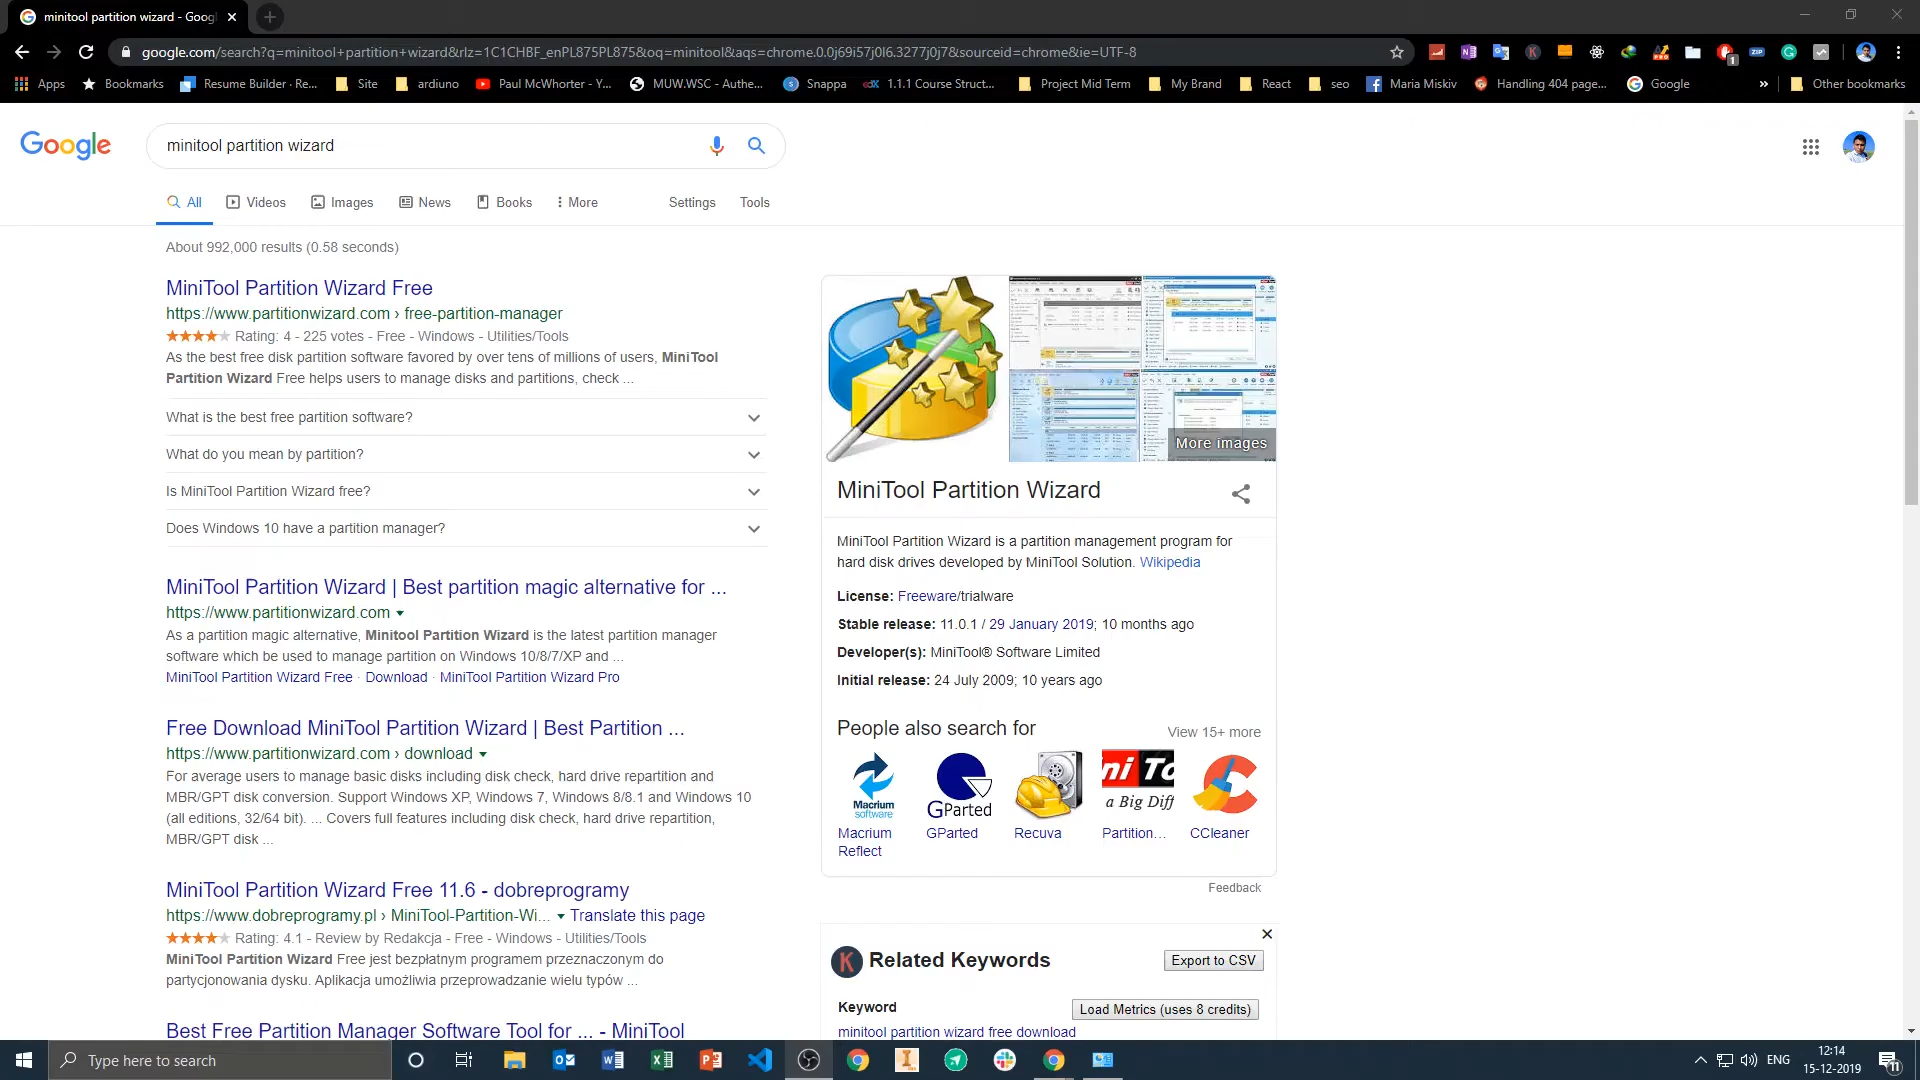 minitool partition wizard - Goog
google.com/search?q=minitool+partition+wizard&rlz=1C1CHBF_enPL875PL875&oq=minitool&aqs=chrome.0.0j69i57j0l6.3277j0j7&sourceid=chrome&ie=UTF-8
Apps Bookmarks Resume Builder · Re... Site ardiuno Paul McWhorter - Y... MUW.WSC - Authe... Snappa 1.1.1 Course Struct... Project Mid Term My Brand React seo Maria Miskiv Handling 404 page... Google » Other bookmarks
Google
minitool partition wizard
All Videos Images News Books More Settings Tools
About 992,000 results (0.58 seconds)
MiniTool Partition Wizard Free
https://www.partitionwizard.com › free-partition-manager
Rating: 4 - 225 votes - Free - Windows - Utilities/Tools
As the best free disk partition software favored by over tens of millions of users, MiniTool
Partition Wizard Free helps users to manage disks and partitions, check ...
What is the best free partition software?
What do you mean by partition?
Is MiniTool Partition Wizard free?
Does Windows 10 have a partition manager?
MiniTool Partition Wizard | Best partition magic alternative for ...
https://www.partitionwizard.com
As a partition magic alternative, Minitool Partition Wizard is the latest partition manager
software which be used to manage partition on Windows 10/8/7/XP and ...
MiniTool Partition Wizard Free · Download · MiniTool Partition Wizard Pro
Free Download MiniTool Partition Wizard | Best Partition ...
https://www.partitionwizard.com › download
For average users to manage basic disks including disk check, hard drive repartition and
MBR/GPT disk conversion. Support Windows XP, Windows 7, Windows 8/8.1 and Windows 10
(all editions, 32/64 bit). ... Covers full features including disk check, hard drive repartition,
MBR/GPT disk ...
MiniTool Partition Wizard Free 11.6 - dobreprogramy
https://www.dobreprogramy.pl › MiniTool-Partition-Wi... Translate this page
Rating: 4.1 - Review by Redakcja - Free - Windows - Utilities/Tools
MiniTool Partition Wizard Free jest bezpłatnym programem przeznaczonym do
partycjonowania dysku. Aplikacja umożliwia przeprowadzanie wielu typów ...
Best Free Partition Manager Software Tool for ... - MiniTool
More images
MiniTool Partition Wizard
MiniTool Partition Wizard is a partition management program for
hard disk drives developed by MiniTool Solution. Wikipedia
License: Freeware/trialware
Stable release: 11.0.1 / 29 January 2019; 10 months ago
Developer(s): MiniTool® Software Limited
Initial release: 24 July 2009; 10 years ago
People also search for
View 15+ more
Macrium
software
GParted
ni To
a Big Diff
Macrium
Reflect
GParted
Recuva
Partition...
CCleaner
Feedback
K Related Keywords
Export to CSV
Keyword
Load Metrics (uses 8 credits)
minitool partition wizard free download
Type here to search
ENG
12:14
15-12-2019
11